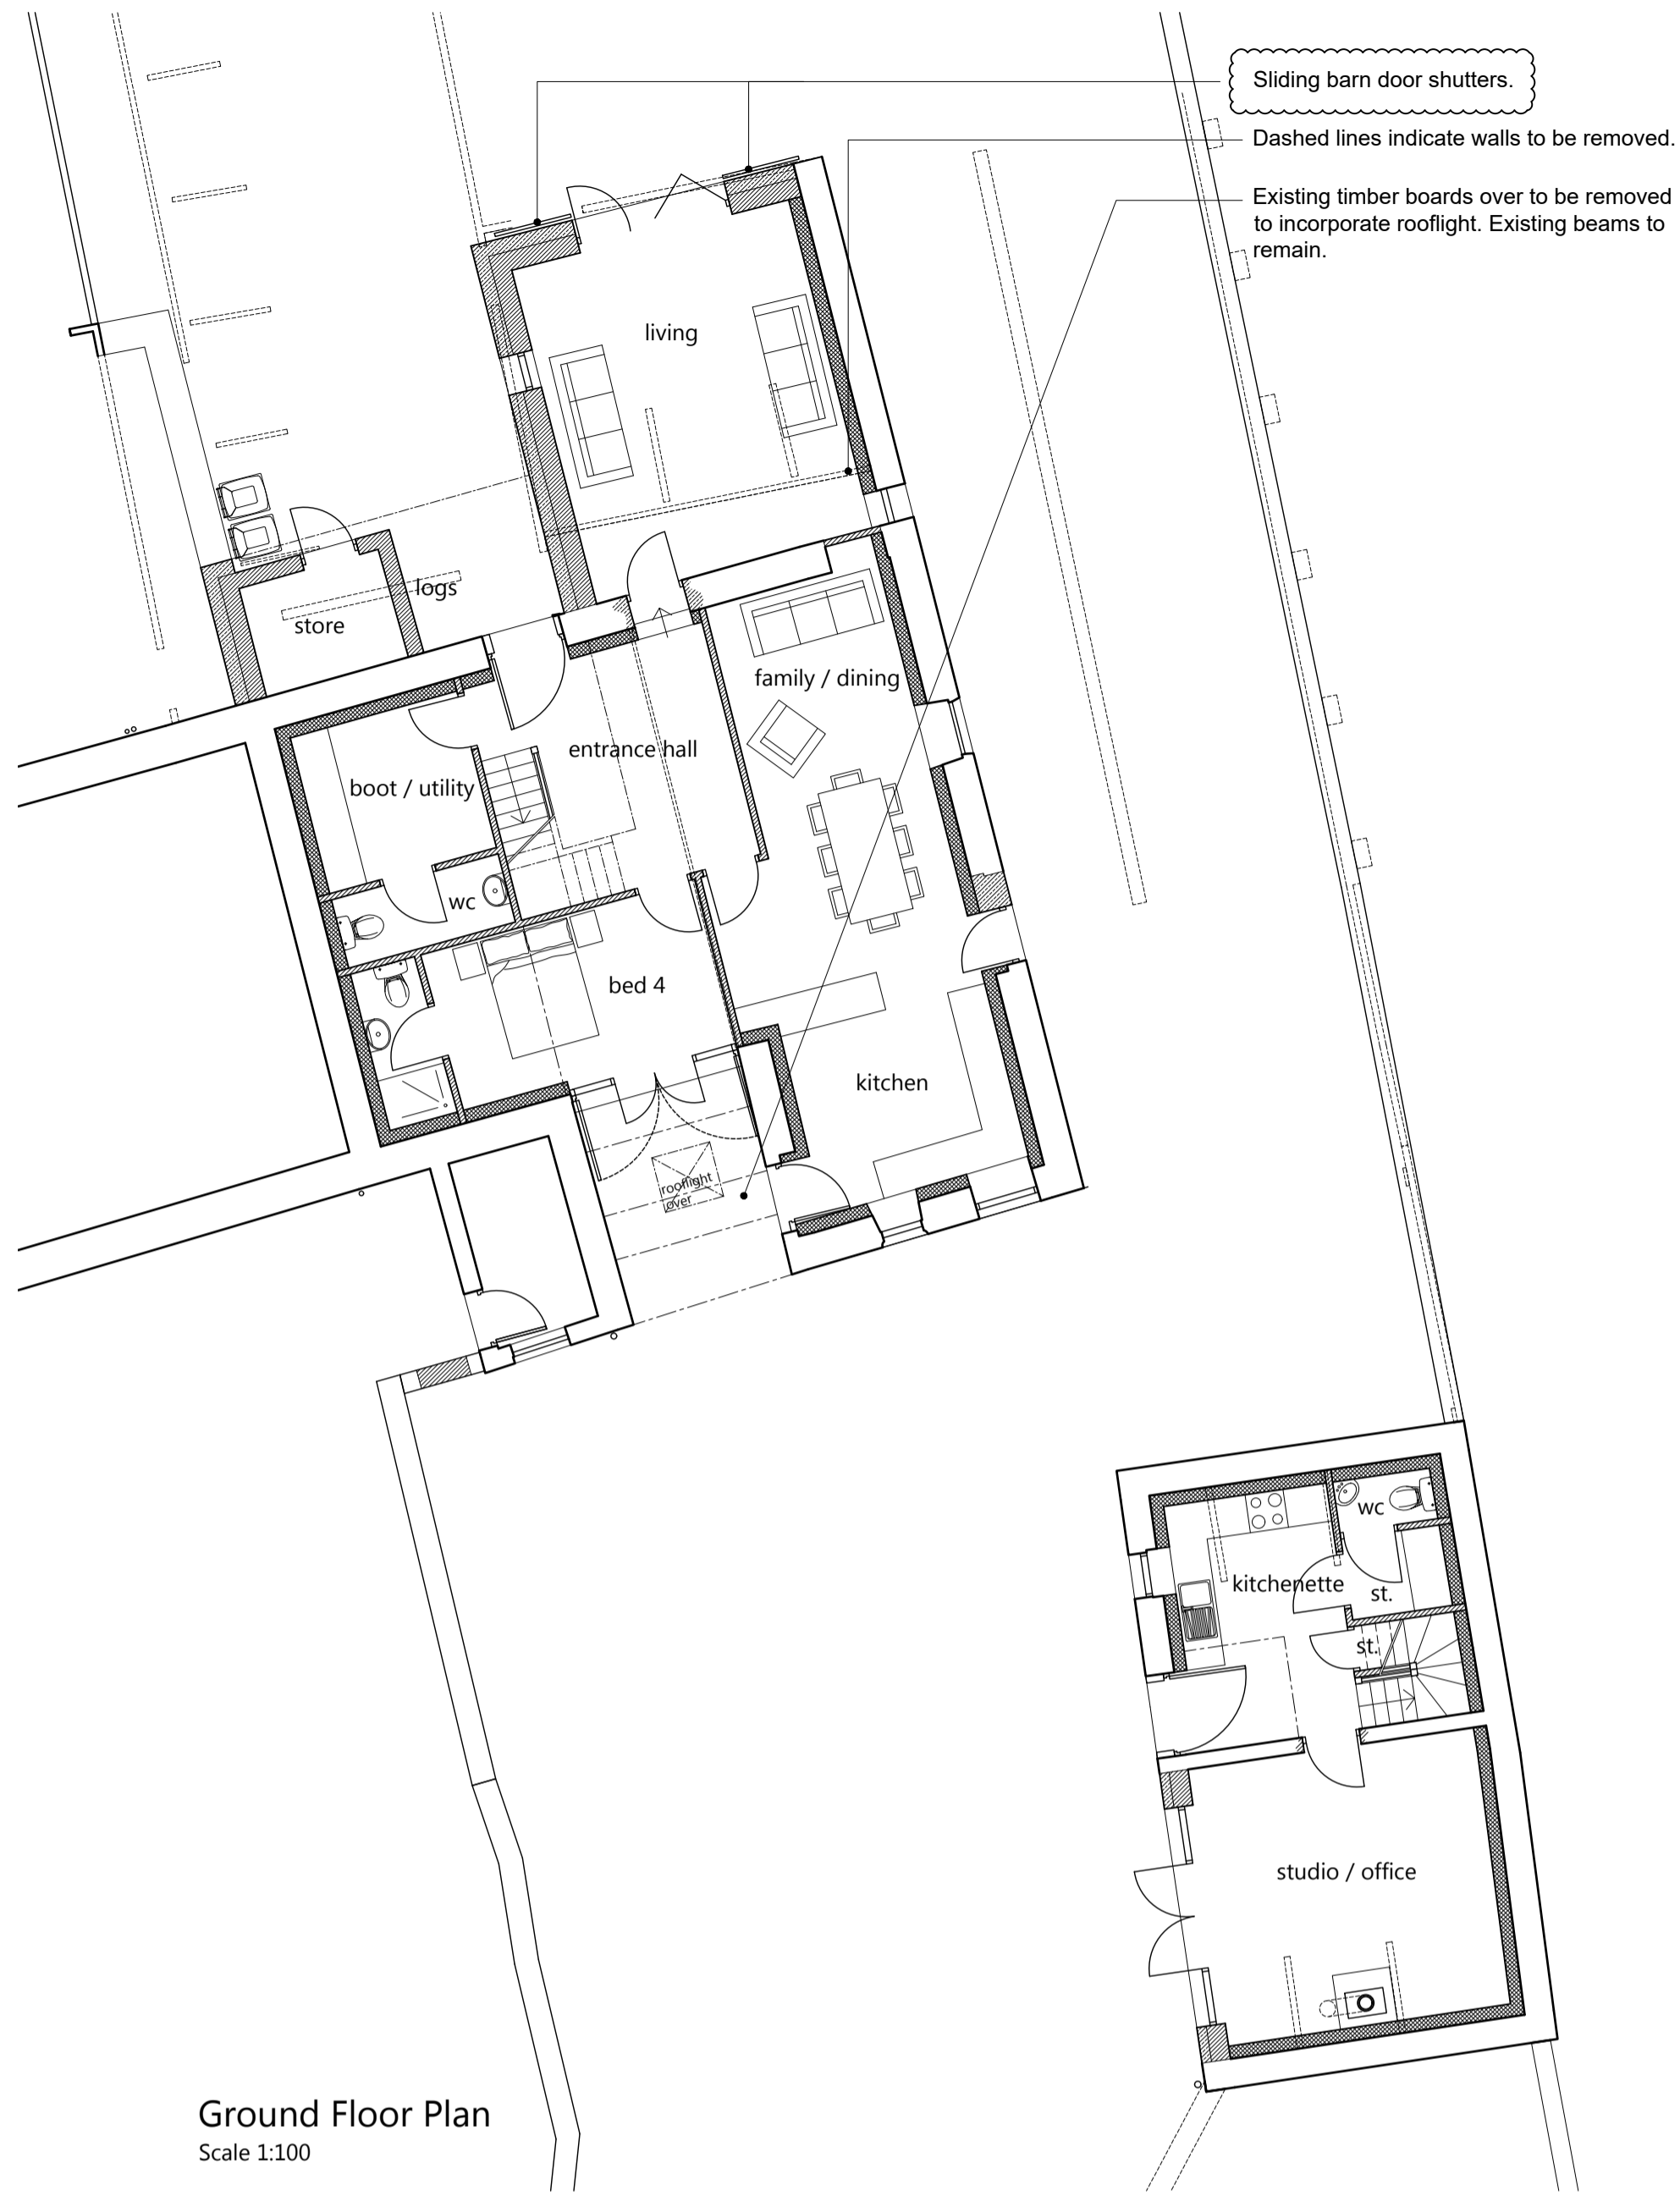 Sliding barn door shutters.
Dashed lines indicate walls to be removed.
Existing timber boards over to be removed
to incorporate rooflight. Existing beams to
remain.
living
logs
store
family / dining
entrance hall
boot / utility
wc
bed 4
kitchen
rooflight
over
wc
kitchenette
st.
st.
studio / office
Ground Floor Plan
Scale 1:100